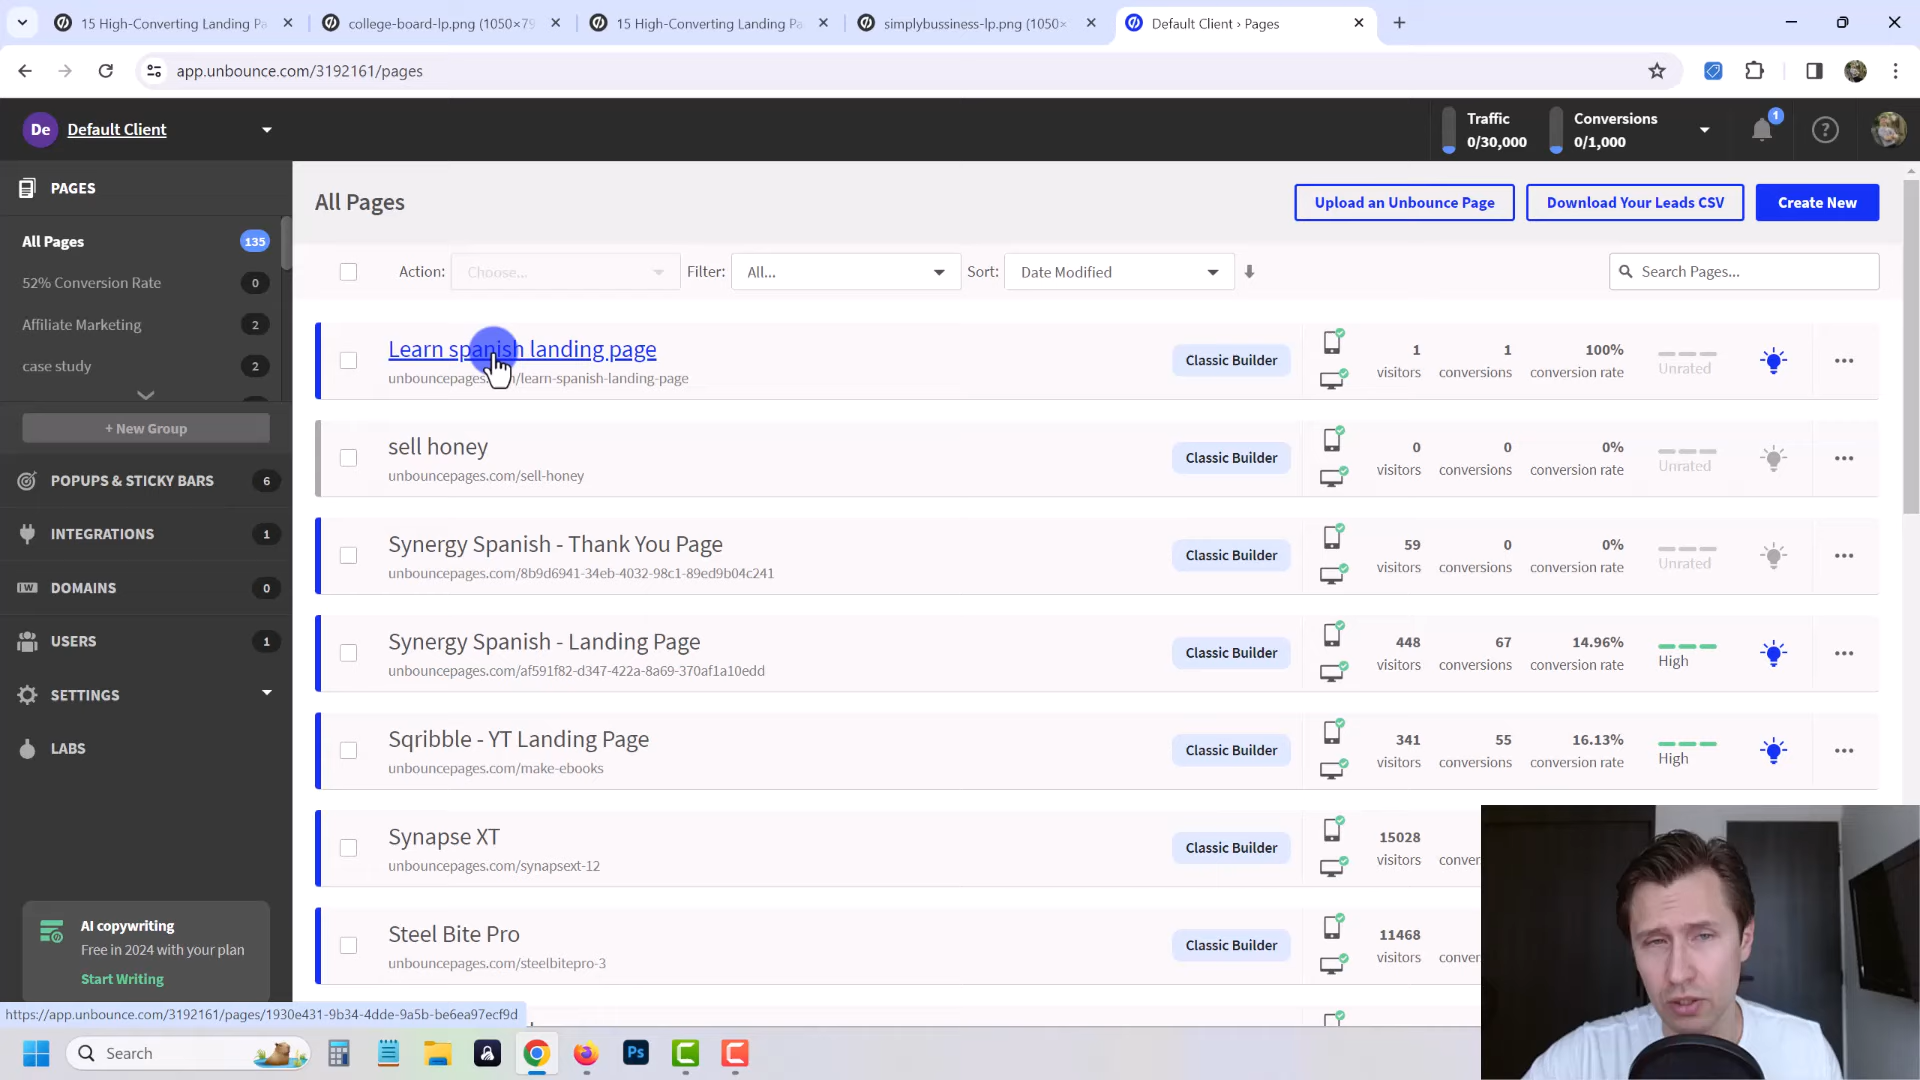 15 High-Converting Landing Pa
college-board-lp.png (1050×79
15 High-Converting Landing Pa
simplybussiness-lp.png (1050×
Default Client › Pages
app.unbounce.com/3192161/pages
De
Default Client
Traffic
0/30,000
Conversions
0/1,000
1
PAGES
All Pages
135
52% Conversion Rate
0
Affiliate Marketing
2
case study
2
+ New Group
POPUPS & STICKY BARS
6
INTEGRATIONS
1
DOMAINS
0
USERS
1
SETTINGS
LABS
AI copywriting
Free in 2024 with your plan
Start Writing
All Pages
Upload an Unbounce Page
Download Your Leads CSV
Create New
Action:
Choose...
Filter:
All...
Sort:
Date Modified
Search Pages...
Learn spanish landing page
unbouncepages. /learn-spanish-landing-page
Classic Builder
1
visitors
1
conversions
100%
conversion rate
Unrated
sell honey
unbouncepages.com/sell-honey
Classic Builder
0
visitors
0
conversions
0%
conversion rate
Unrated
Synergy Spanish - Thank You Page
unbouncepages.com/8b9d6941-34eb-4032-98c1-89ed9b04c241
Classic Builder
59
visitors
0
conversions
0%
conversion rate
Unrated
Synergy Spanish - Landing Page
unbouncepages.com/af591f82-d347-422a-8a69-370af1a10edd
Classic Builder
448
visitors
67
conversions
14.96%
conversion rate
High
Sqribble - YT Landing Page
unbouncepages.com/make-ebooks
Classic Builder
341
visitors
55
conversions
16.13%
conversion rate
High
Synapse XT
unbouncepages.com/synapsext-12
Classic Builder
15028
visitors
conver
Steel Bite Pro
unbouncepages.com/steelbitepro-3
Classic Builder
11468
visitors
conver
https://app.unbounce.com/3192161/pages/1930e431-9b34-4dde-9a5b-be6ea97ecf9d
Search
Ps